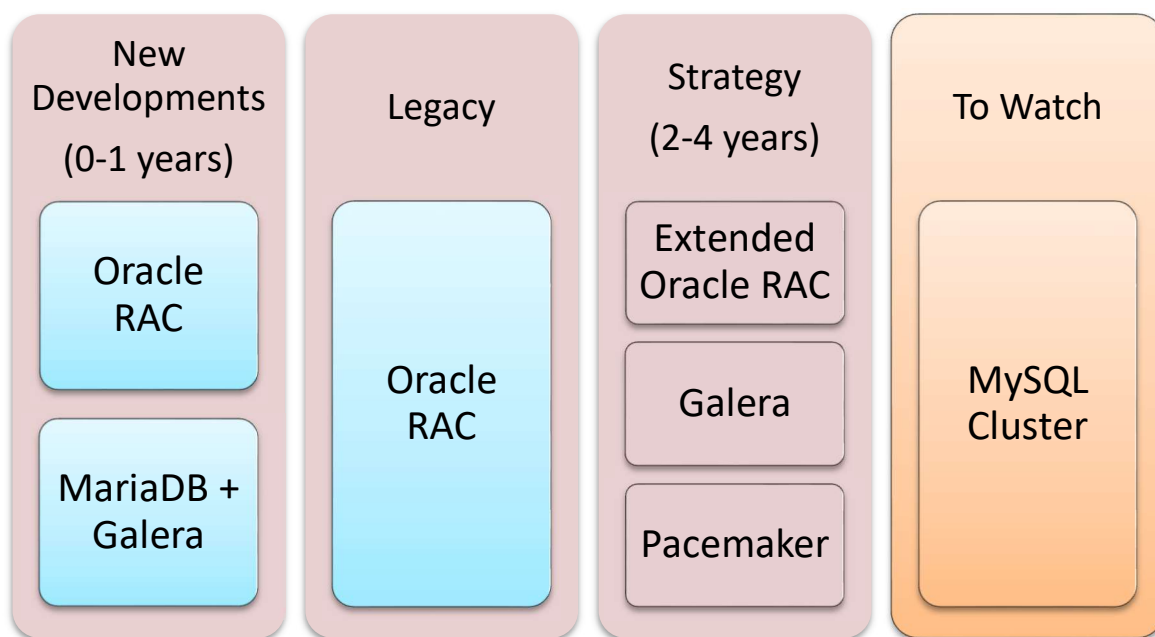 New
Developments
(0-1 years)
Oracle
RAC
MariaDB +
Galera
Legacy
Oracle
RAC
Strategy
(2-4 years)
Extended
Oracle RAC
Galera
Pacemaker
To Watch
MySQL
Cluster